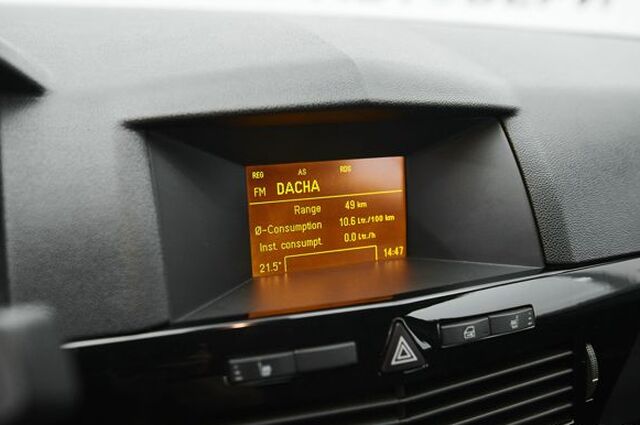 REG AS RDS
FM DACHA
Range 49 km
Ø-Consumption 10.6 Ltr./100 km
Inst. consumpt. 0.0 Ltr./h
21.5° 14:47